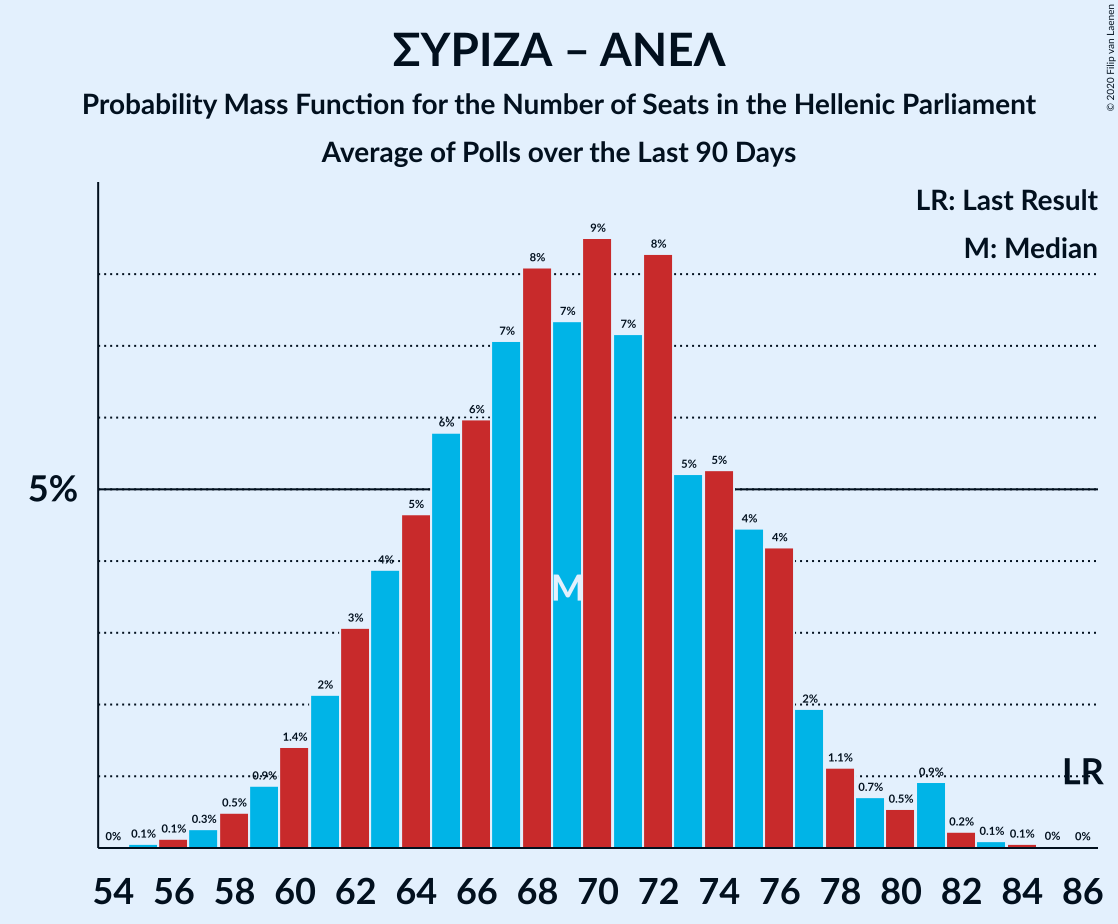 ΣΥΡΙΖΑ – ΑΝΕΛ
Probability Mass Function for the Number of Seats in the Hellenic Parliament
Average of Polls over the Last 90 Days
© 2020 Filip van Laenen
LR: Last Result
M: Median
5%
0% 0.1% 0.1% 0.3% 0.5% 0.9% 1.4% 2% 3% 4% 5% 6% 6% 7% 8% 7% 9% 7% 8% 5% 5% 4% 4% 2% 1.1% 0.7% 0.5% 0.9% 0.2% 0.1% 0.1% 0% 0%
M
LR
54 56 58 60 62 64 66 68 70 72 74 76 78 80 82 84 86